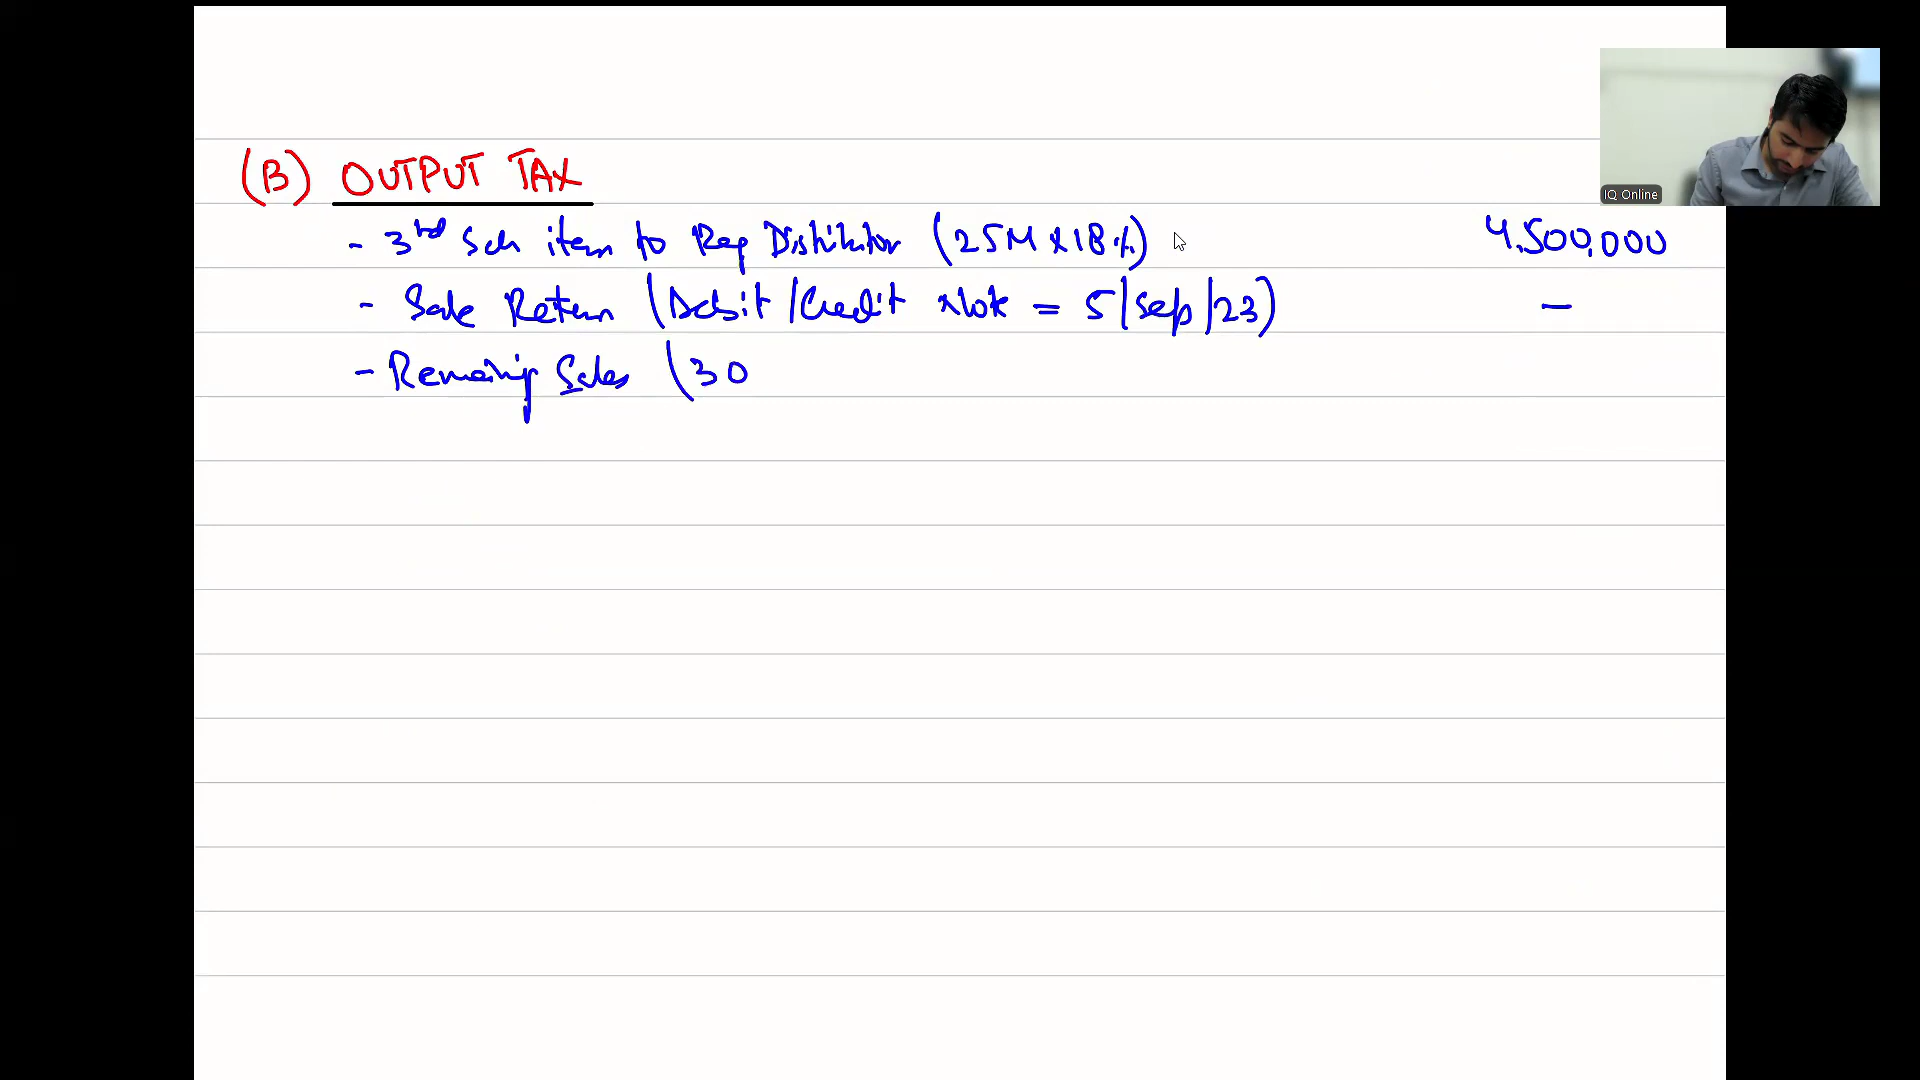 (B) OUTPUT TAX
IQ Online
- 3rd Sch item to Reg Distributor (25M x 18%) 4,500,000
- Sale Return (Debit/Credit Note = 5/Sep/23) —
- Remaining Sales (30